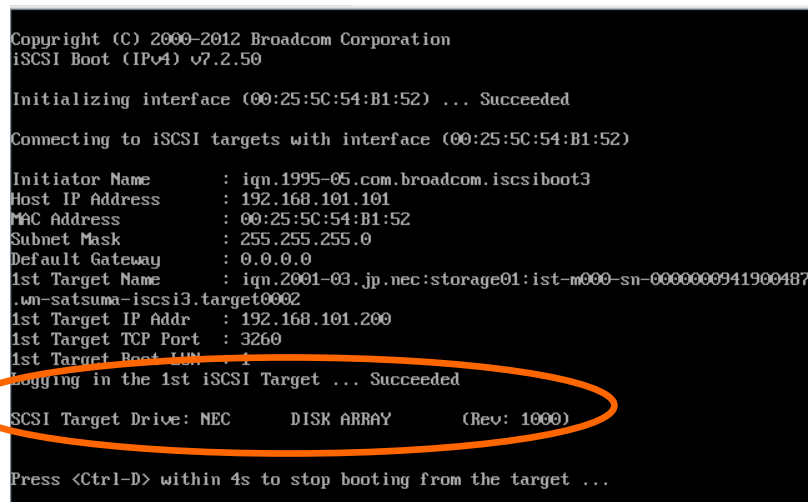 Copyright (C) 2000-2012 Broadcom Corporation
iSCSI Boot (IPv4) v7.2.50
Initializing interface (00:25:5C:54:B1:52) ... Succeeded
Connecting to iSCSI targets with interface (00:25:5C:54:B1:52)
Initiator Name : iqn.1995-05.com.broadcom.iscsiboot3
Host IP Address : 192.168.101.101
MAC Address : 00:25:5C:54:B1:52
Subnet Mask : 255.255.255.0
Default Gateway : 0.0.0.0
1st Target Name : iqn.2001-03.jp.nec:storage01:ist-m000-sn-0000000941900487
.wn-satsuma-iscsi3.target0002
1st Target IP Addr : 192.168.101.200
1st Target TCP Port : 3260
1st Target Boot LUN : 1
Logging in the 1st iSCSI Target ... Succeeded
SCSI Target Drive: NEC DISK ARRAY (Rev: 1000)
Press <Ctrl-D> within 4s to stop booting from the target ...